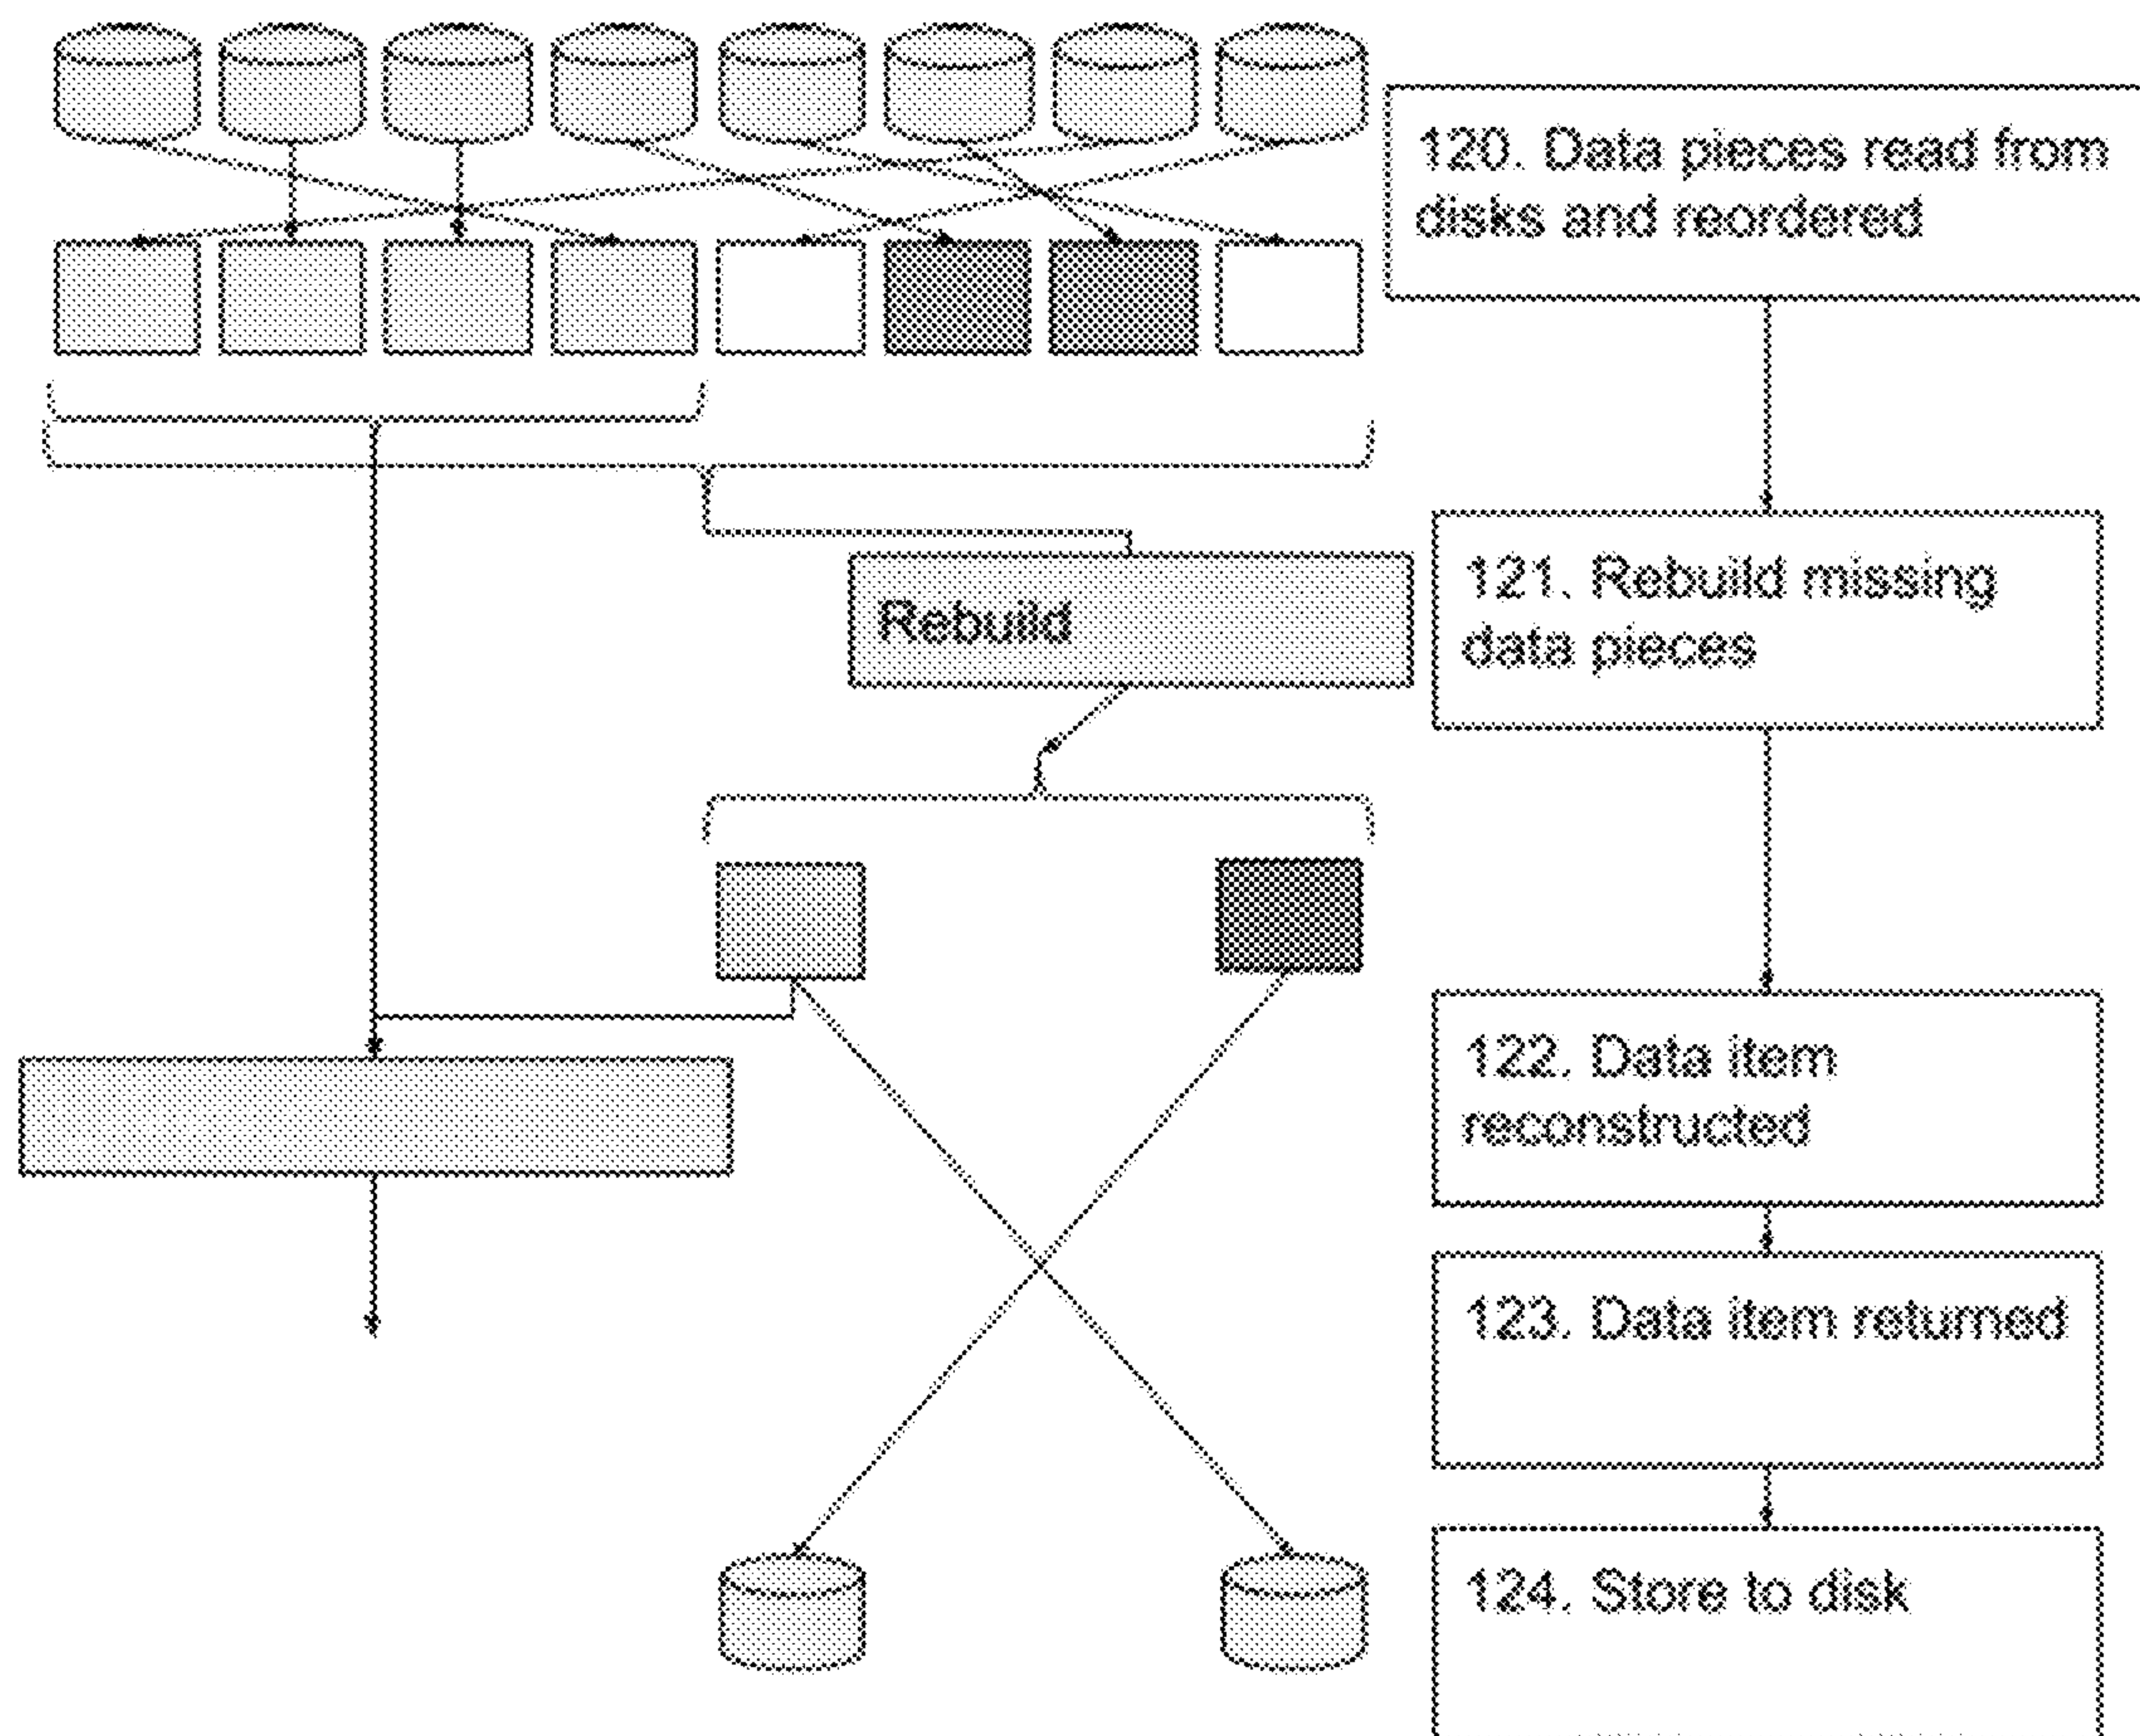 120. Data pieces read from
disks and reordered
Rebuild
121. Rebuild missing
data pieces
122. Data item
reconstructed
123. Data item returned
124. Store to disk